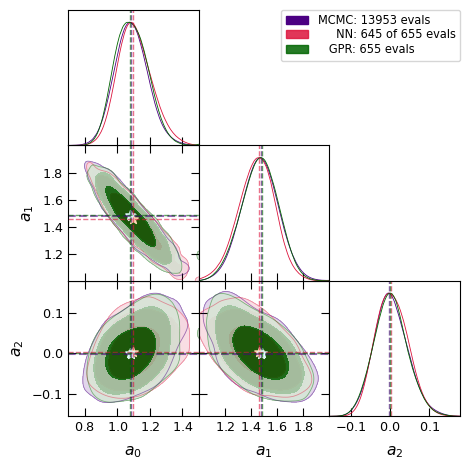 MCMC: 13953 evals
NN: 645 of 655 evals
GPR: 655 evals
1.8
1.6
1.4
1.2
a₁
0.1
0.0
−0.1
a₂
0.8 1.0 1.2 1.4
1.2 1.4 1.6 1.8
−0.1 0.0 0.1
a₀
a₁
a₂